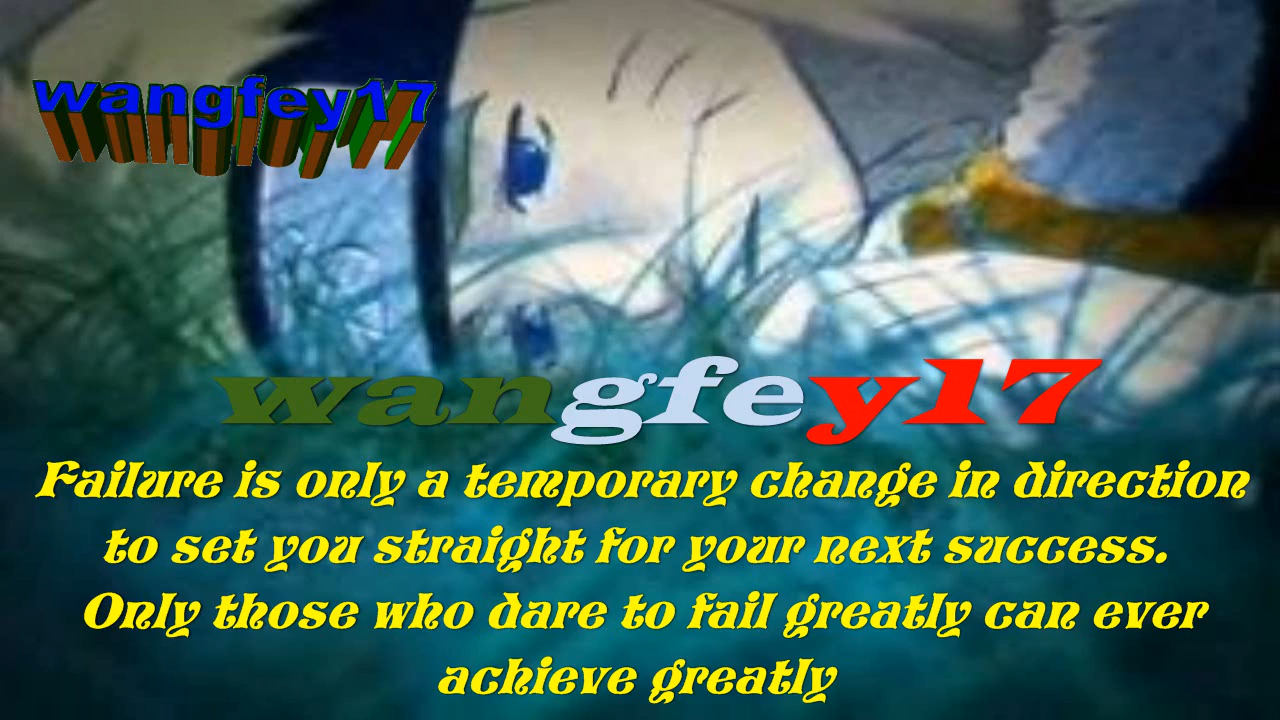 wangfey17
wangfey17
Failure is only a temporary change in direction
to set you straight for your next success.
Only those who dare to fail greatly can ever
achieve greatly